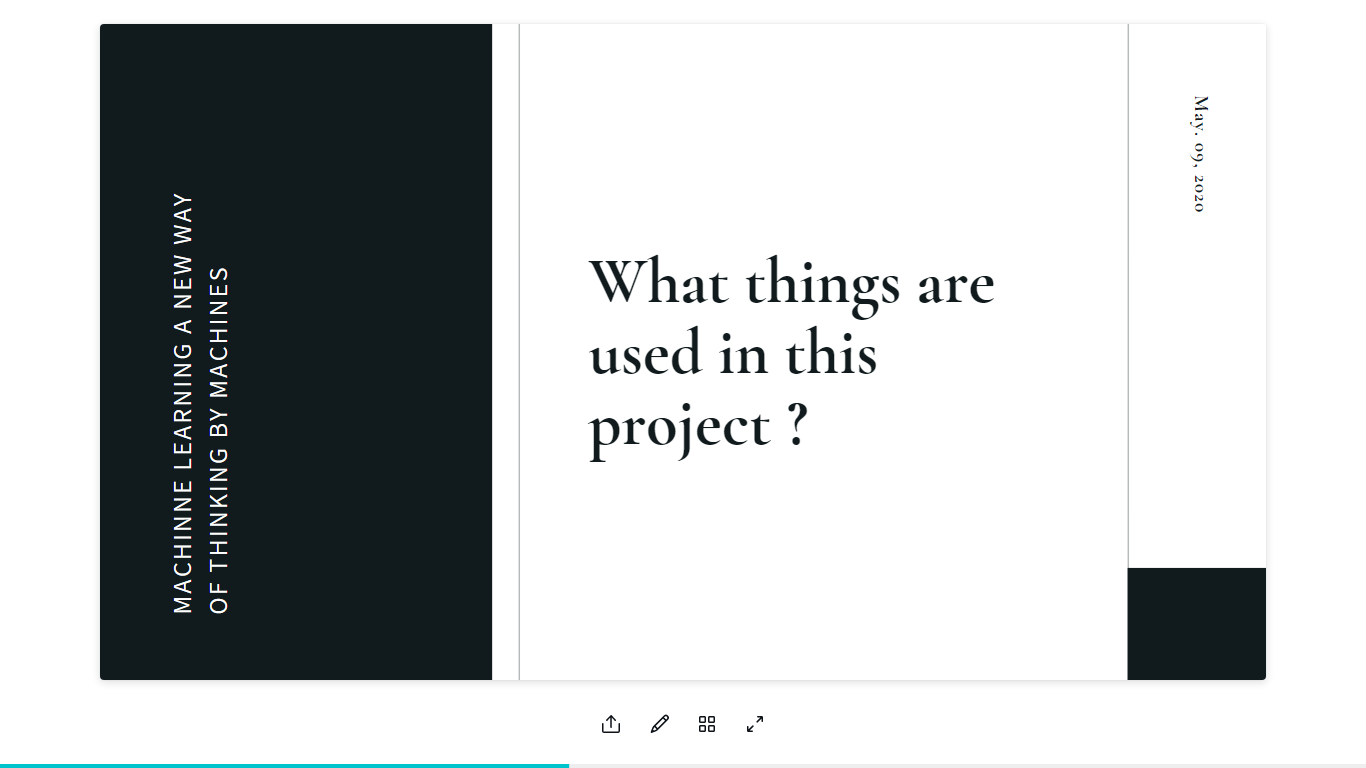 MACHINNE LEARNING A NEW WAY
OF THINKING BY MACHINES
What things are
used in this
project ?
May. 09, 2020